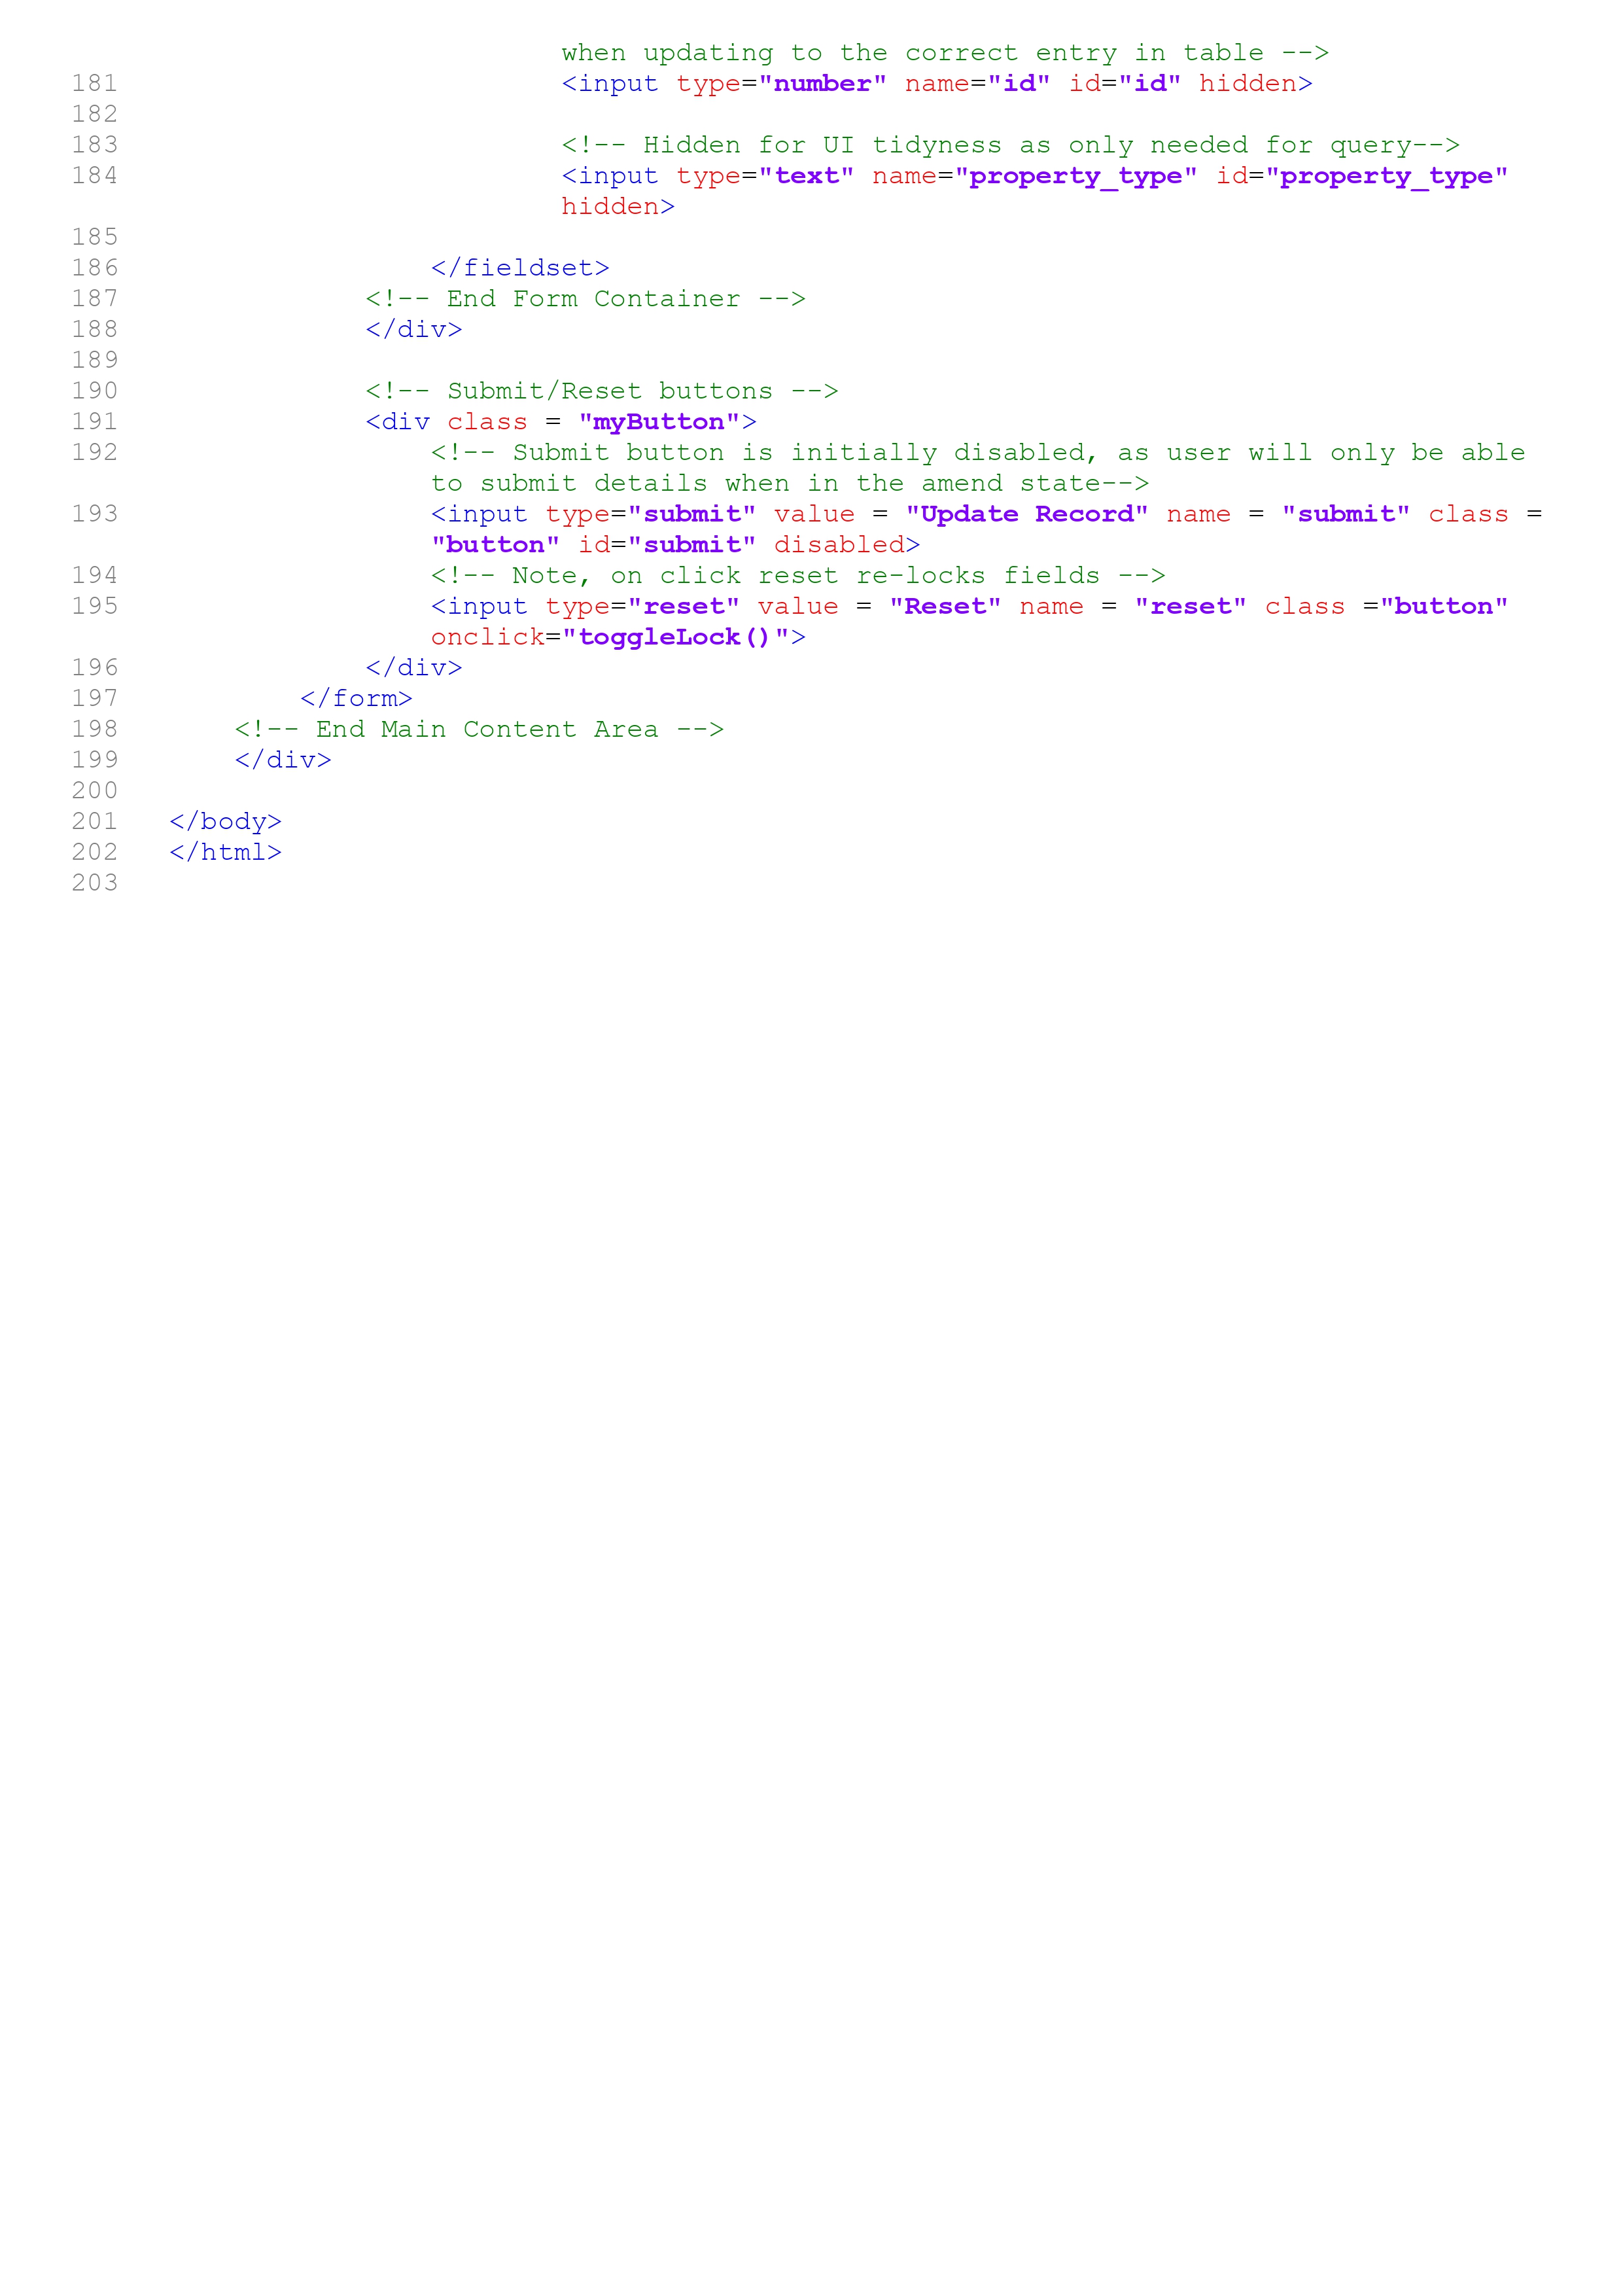 when updating to the correct entry in table -->
181 <input type="number" name="id" id="id" hidden>
182
183 <!-- Hidden for UI tidyness as only needed for query-->
184 <input type="text" name="property_type" id="property_type"
hidden>
185
186 </fieldset>
187 <!-- End Form Container -->
188 </div>
189
190 <!-- Submit/Reset buttons -->
191 <div class = "myButton">
192 <!-- Submit button is initially disabled, as user will only be able
to submit details when in the amend state-->
193 <input type="submit" value = "Update Record" name = "submit" class =
"button" id="submit" disabled>
194 <!-- Note, on click reset re-locks fields -->
195 <input type="reset" value = "Reset" name = "reset" class ="button"
onclick="toggleLock()">
196 </div>
197 </form>
198 <!-- End Main Content Area -->
199 </div>
200
201 </body>
202 </html>
203